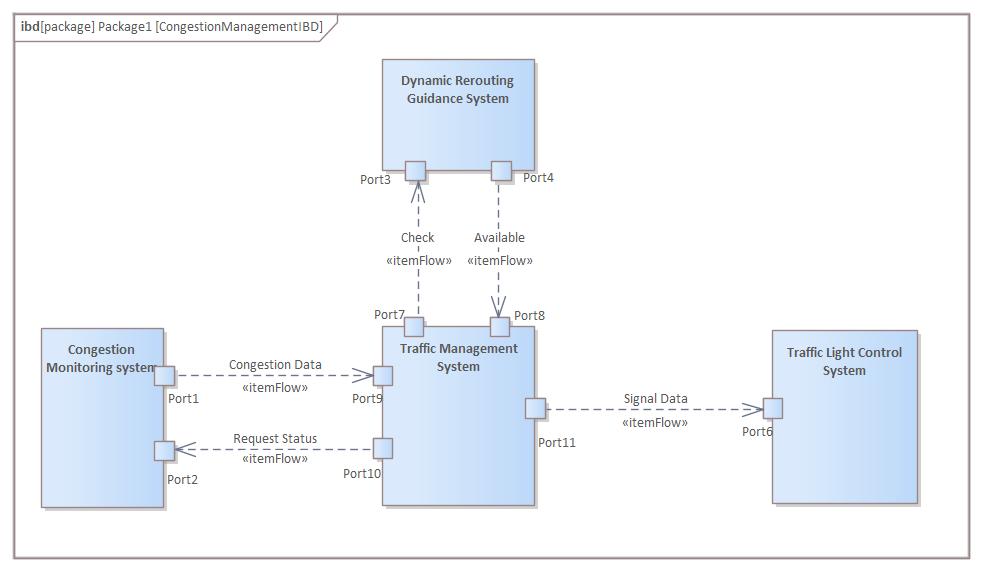 ibd[package] Package1 [CongestionManagementIBD]
Dynamic Rerouting
Guidance System
Port3
Port4
Check
«itemFlow»
Available
«itemFlow»
Port7
Port8
Congestion
Monitoring system
Port1
Port2
Congestion Data
«itemFlow»
Request Status
«itemFlow»
Traffic Management
System
Port9
Port10
Port11
Signal Data
«itemFlow»
Traffic Light Control
System
Port6